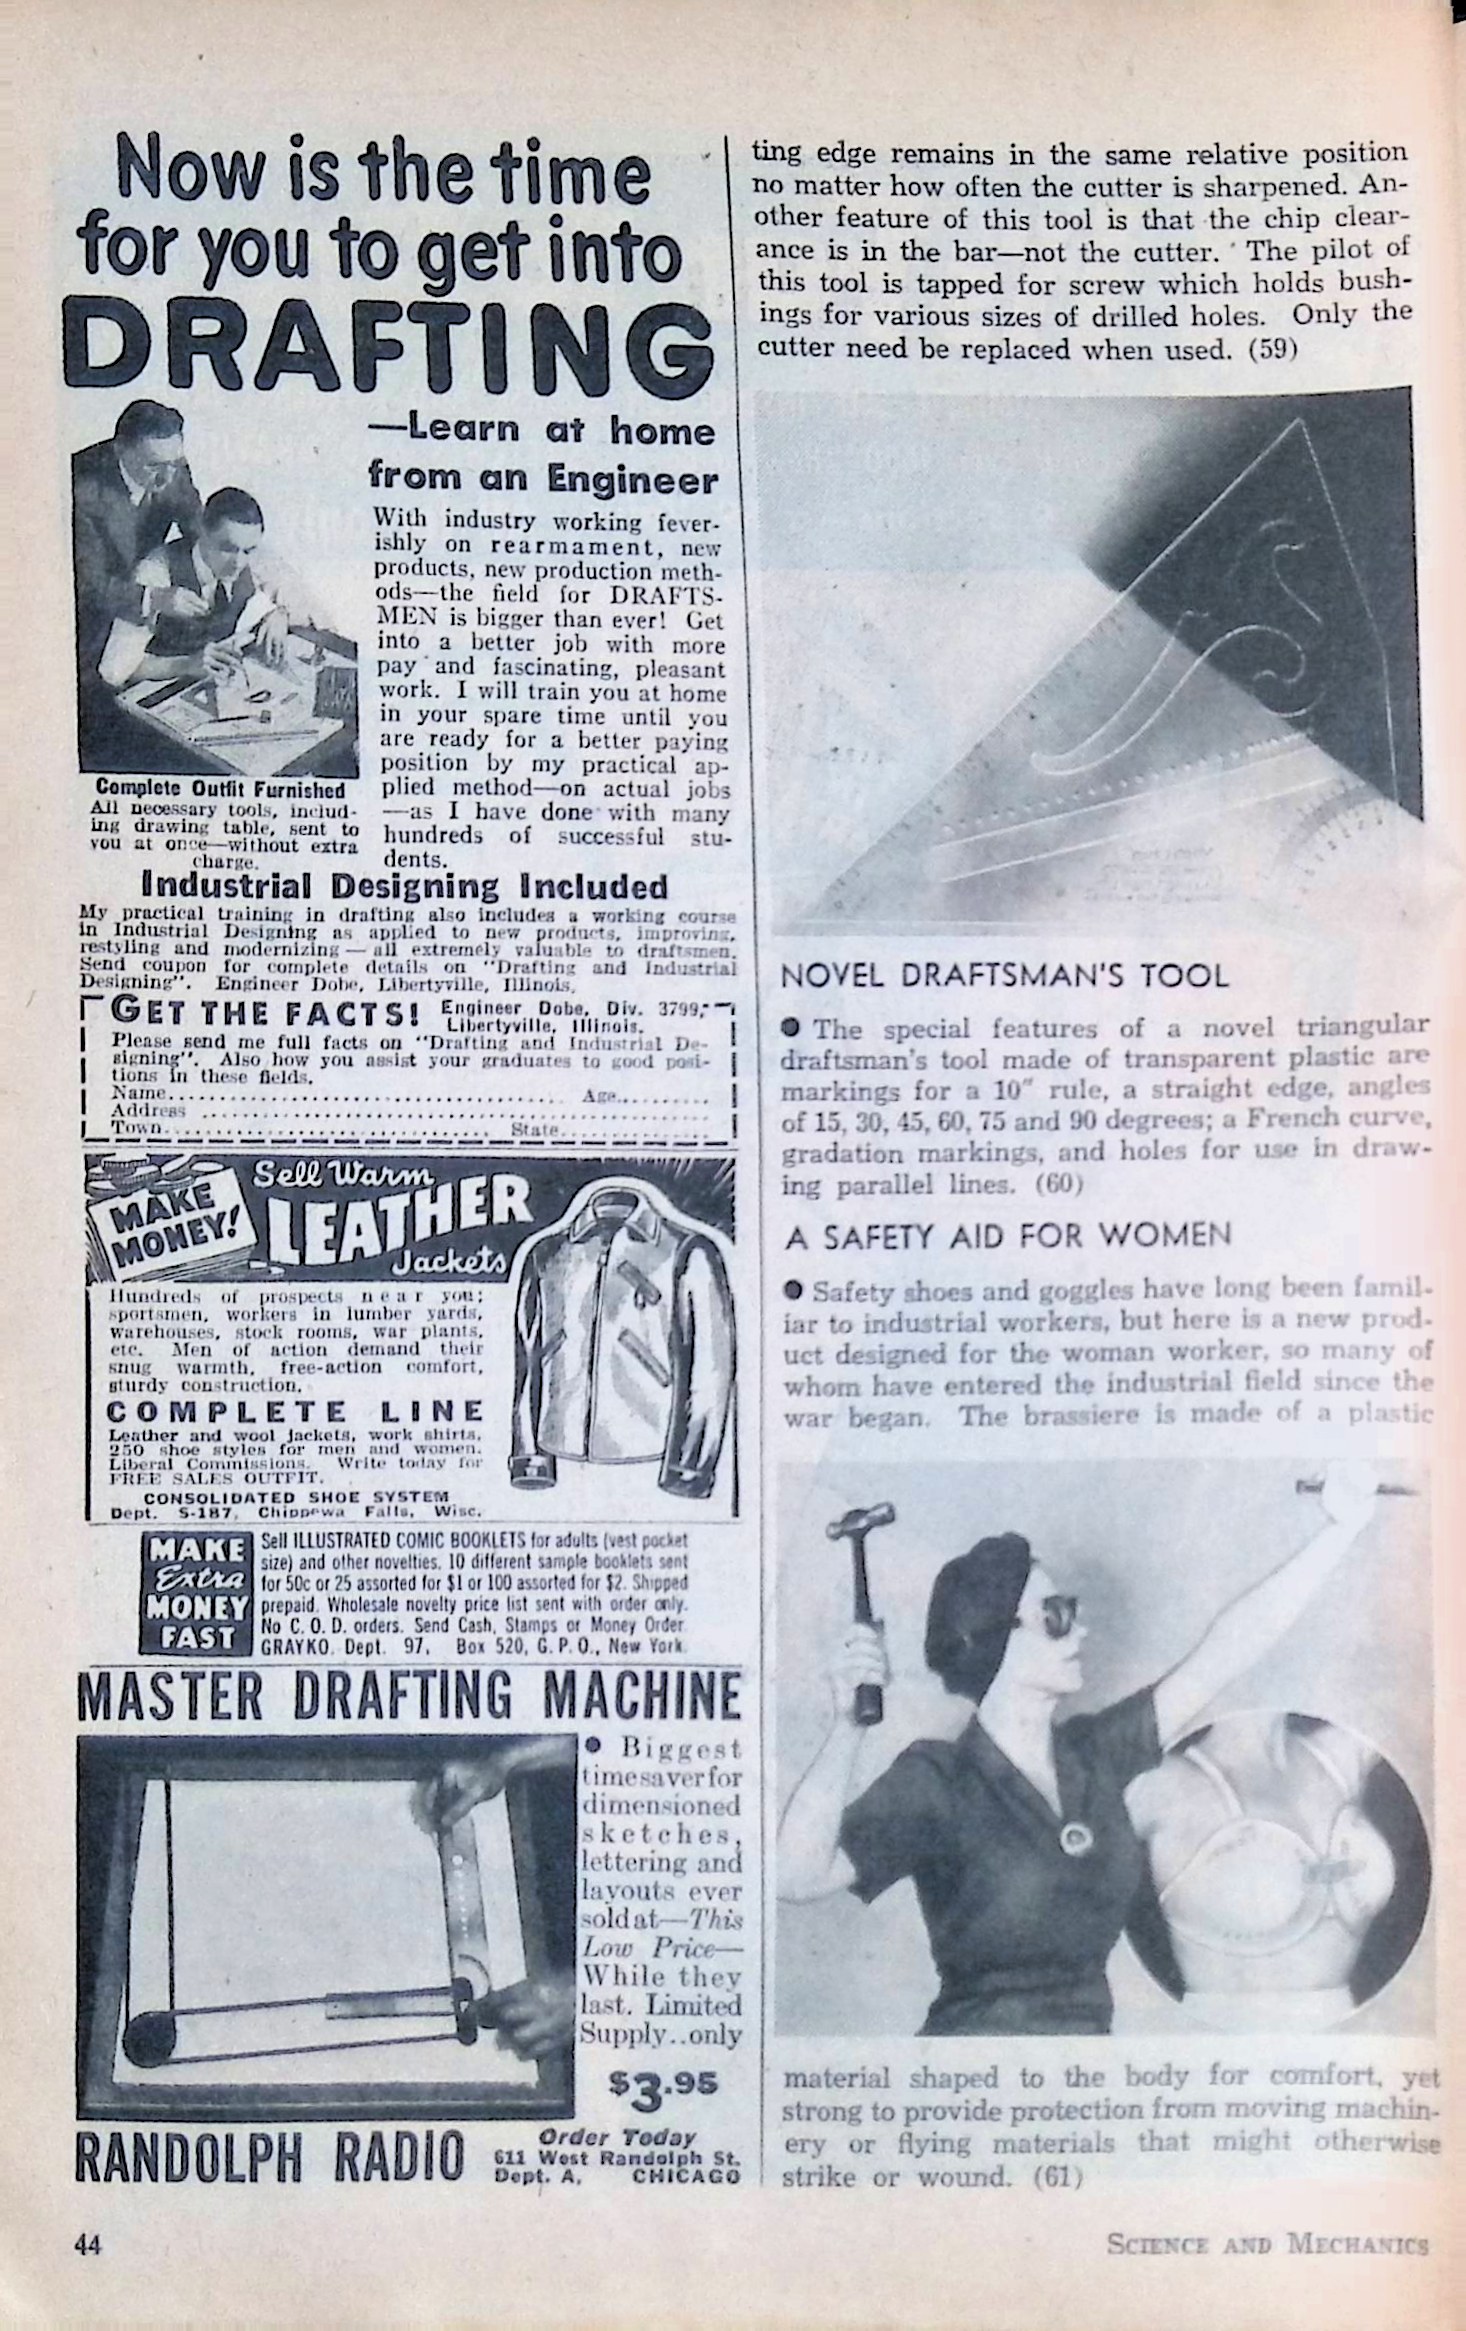 Now is the time
for you to get into
DRAFTING
—Learn at home
from an Engineer
With industry working fever-
ishly on rearmament, new
products, new production meth-
ods—the field for DRAFTS-
MEN is bigger than ever! Get
into a better job with more
pay and fascinating, pleasant
work. I will train you at home
in your spare time until you
are ready for a better paying
position by my practical ap-
plied method—on actual jobs
—as I have done with many
hundreds of successful stu-
dents.
Complete Outfit Furnished
All necessary tools, includ-
ing drawing table, sent to
you at once—without extra
charge.
Industrial Designing Included
My practical training in drafting also includes a working course
in Industrial Designing as applied to new products, improving,
restyling and modernizing — all extremely valuable to draftsmen.
Send coupon for complete details on "Drafting and Industrial
Designing". Engineer Dobe, Libertyville, Illinois.
GET THE FACTS! Engineer Dobe, Div. 3799,
Libertyville, Illinois.
Please send me full facts on "Drafting and Industrial De-
signing". Also how you assist your graduates to good posi-
tions in these fields.
Name.................................... Age..........
Address ..................................................
Town................................ State...............
MAKE
MONEY!
Sell Warm
LEATHER
Jackets
Hundreds of prospects near you;
sportsmen, workers in lumber yards,
warehouses, stock rooms, war plants,
etc. Men of action demand their
snug warmth, free-action comfort,
sturdy construction.
COMPLETE LINE
Leather and wool jackets, work shirts,
250 shoe styles for men and women.
Liberal Commissions. Write today for
FREE SALES OUTFIT.
CONSOLIDATED SHOE SYSTEM
Dept. S-187, Chippewa Falls, Wisc.
MAKE
Extra
MONEY
FAST
Sell ILLUSTRATED COMIC BOOKLETS for adults (vest pocket
size) and other novelties. 10 different sample booklets sent
for 50c or 25 assorted for $1 or 100 assorted for $2. Shipped
prepaid. Wholesale novelty price list sent with order only.
No C. O. D. orders. Send Cash, Stamps or Money Order
GRAYKO, Dept. 97, Box 520, G. P. O., New York
MASTER DRAFTING MACHINE
● Biggest
timesaver for
dimensioned
sketches,
lettering and
layouts ever
sold at—This
Low Price—
While they
last. Limited
Supply..only
$3.95
RANDOLPH RADIO
Order Today
611 West Randolph St.
Dept. A, CHICAGO
44
ting edge remains in the same relative position
no matter how often the cutter is sharpened. An-
other feature of this tool is that the chip clear-
ance is in the bar—not the cutter. The pilot of
this tool is tapped for screw which holds bush-
ings for various sizes of drilled holes. Only the
cutter need be replaced when used. (59)
NOVEL DRAFTSMAN'S TOOL
● The special features of a novel triangular
draftsman's tool made of transparent plastic are
markings for a 10" rule, a straight edge, angles
of 15, 30, 45, 60, 75 and 90 degrees; a French curve,
gradation markings, and holes for use in draw-
ing parallel lines. (60)
A SAFETY AID FOR WOMEN
● Safety shoes and goggles have long been famil-
iar to industrial workers, but here is a new prod-
uct designed for the woman worker, so many of
whom have entered the industrial field since the
war began. The brassiere is made of a plastic
material shaped to the body for comfort, yet
strong to provide protection from moving machin-
ery or flying materials that might otherwise
strike or wound. (61)
SCIENCE AND MECHANICS